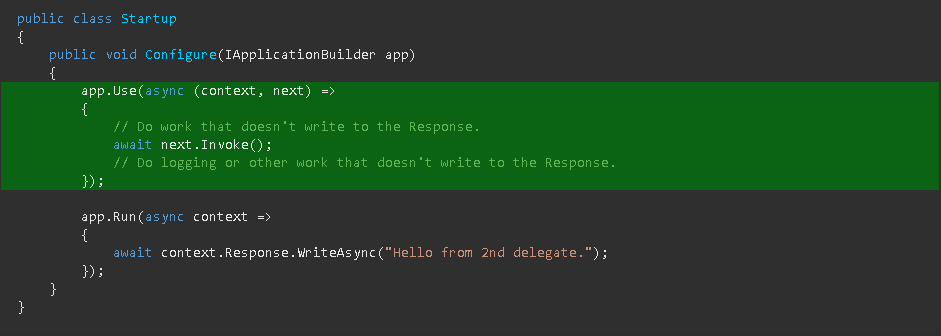 public class Startup
{
    public void Configure(IApplicationBuilder app)
    {
        app.Use(async (context, next) =>
        {
            // Do work that doesn't write to the Response.
            await next.Invoke();
            // Do logging or other work that doesn't write to the Response.
        });

        app.Run(async context =>
        {
            await context.Response.WriteAsync("Hello from 2nd delegate.");
        });
    }
}